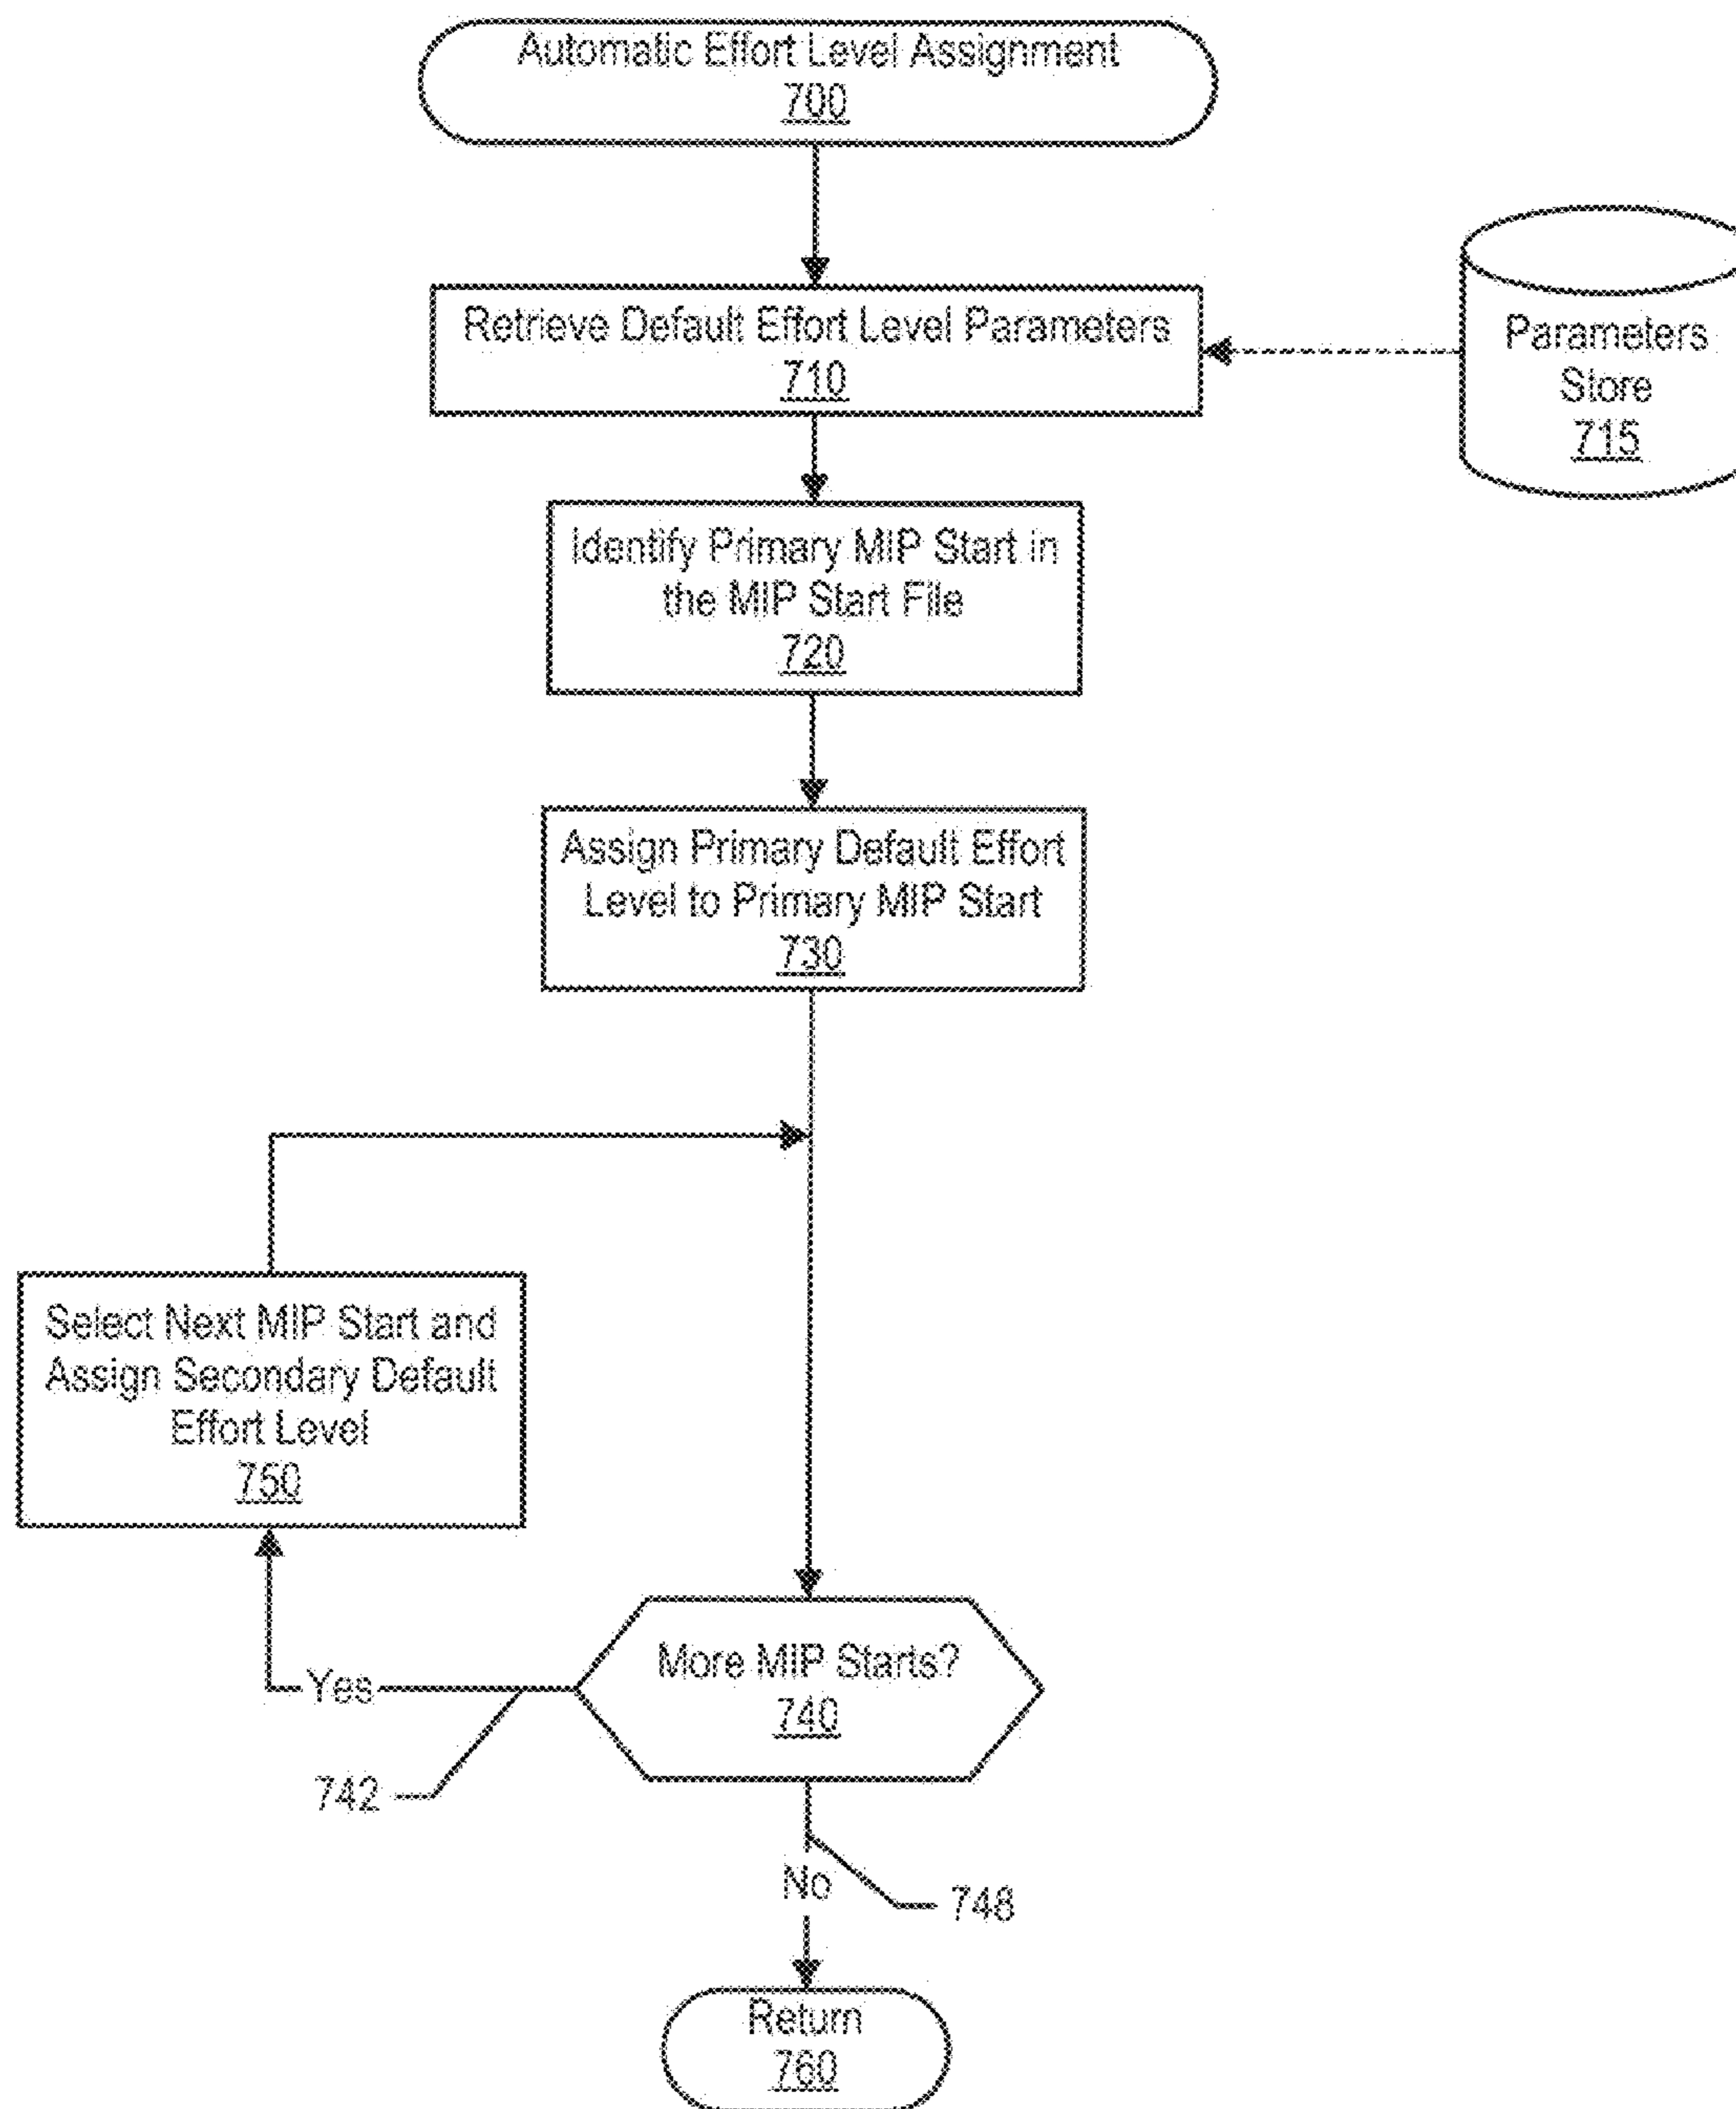 Automatic Effort Level Assignment
700
Retrieve Default Effort Level Parameters
710
Parameters
Store
715
Identify Primary MIP Start in
the MIP Start File
720
Assign Primary Default Effort
Level to Primary MIP Start
730
Select Next MIP Start and
Assign Secondary Default
Effort Level
750
More MIP Starts?
740
Yes
742
No
748
Return
760